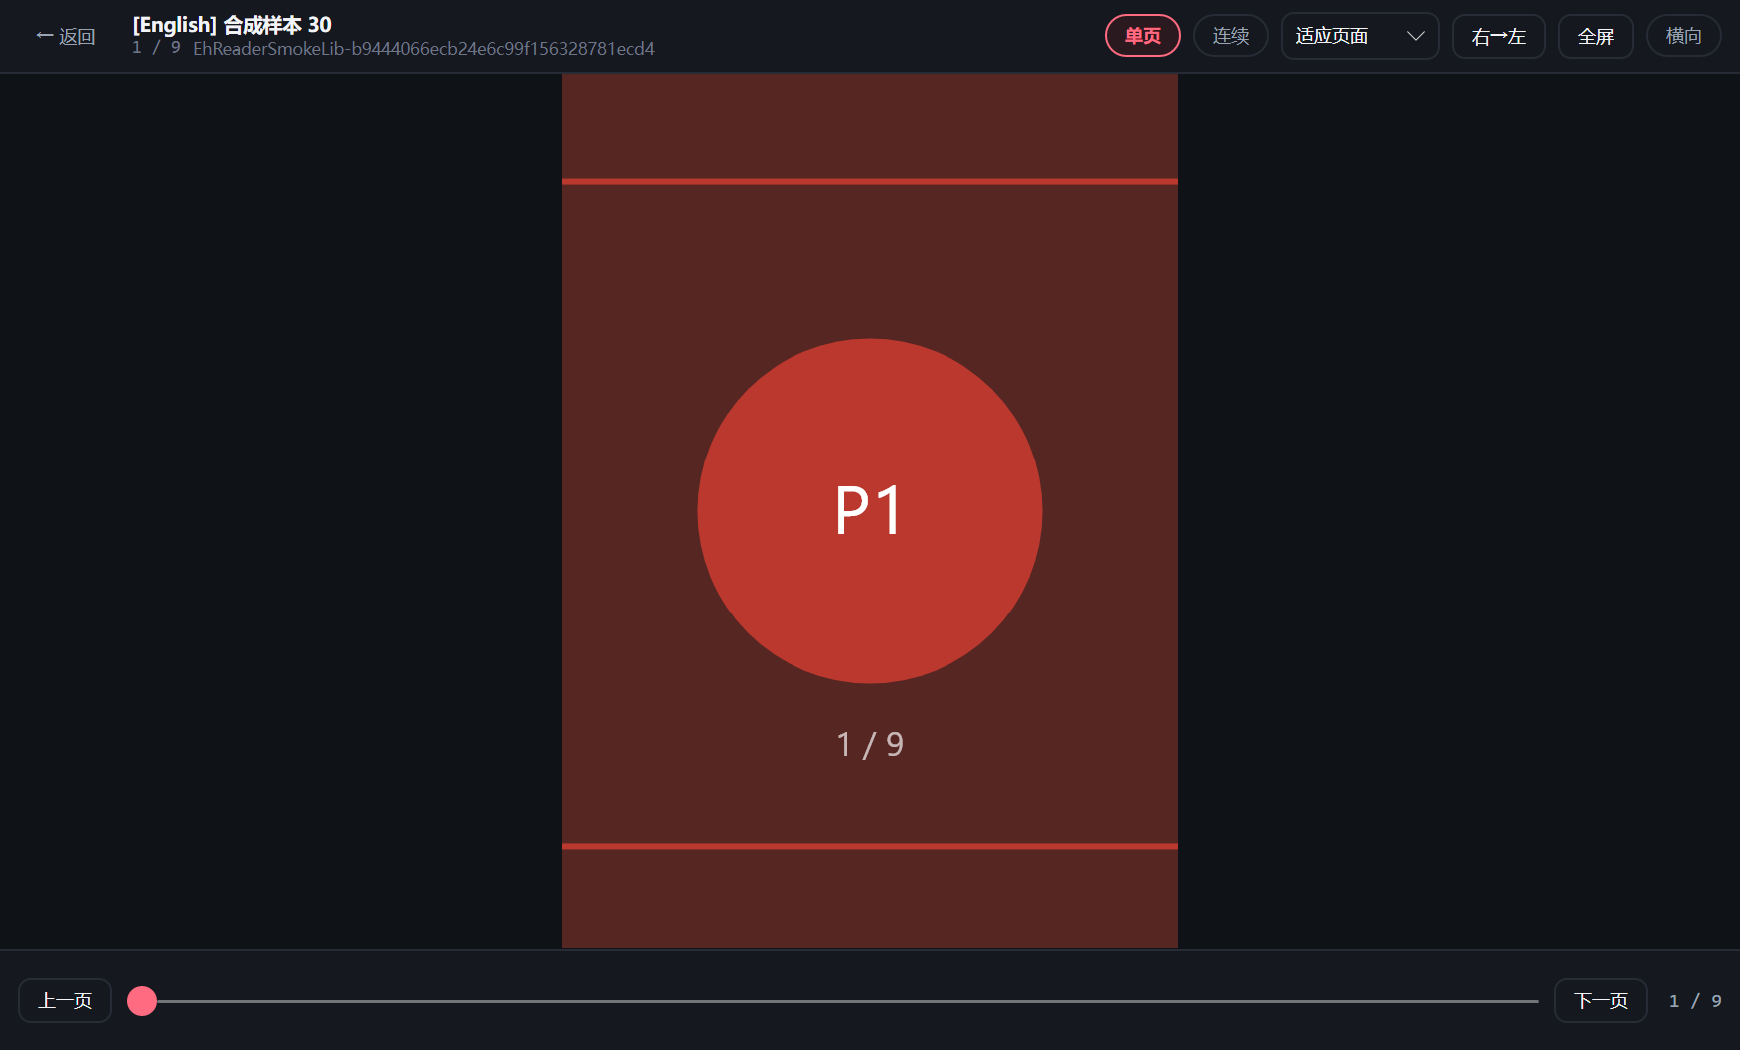 ← 返回
[English] 合成样本 30
1 / 9 EhReaderSmokeLib-b9444066ecb24e6c99f156328781ecd4
单页
连续
适应页面
右→左
全屏
横向
P1
1 / 9
上一页
下一页
1 / 9